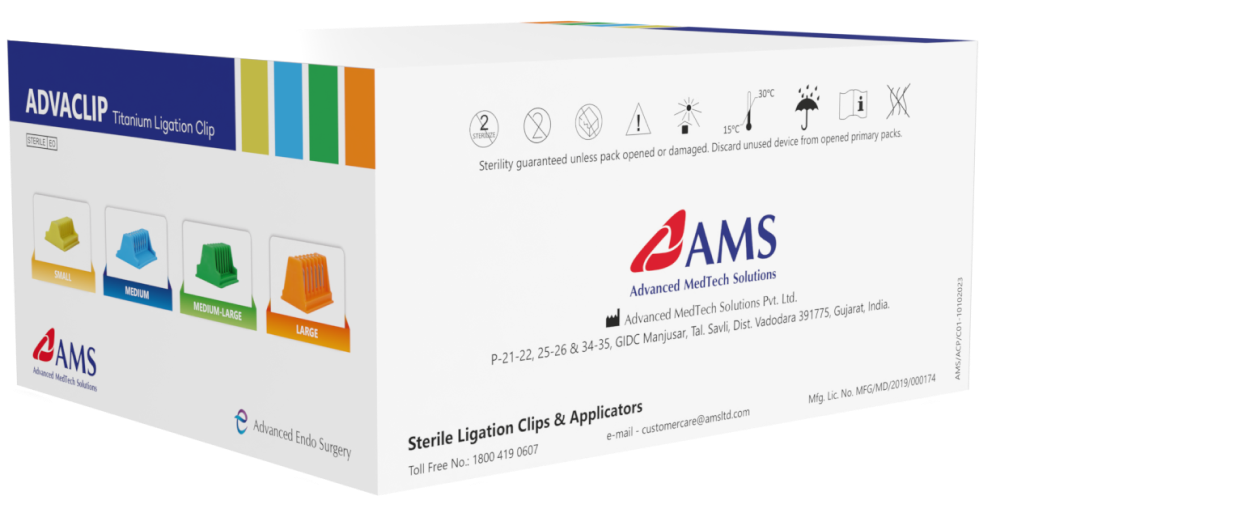 ADVACLIP Titanium Ligation Clip
STERILE EO
SMALL
MEDIUM
MEDIUM-LARGE
LARGE
AMS
Advanced MedTech Solutions
Advanced Endo Surgery
2
STERILIZE
2
15°C
30°C
i
Sterility guaranteed unless pack opened or damaged. Discard unused device from opened primary packs.
AMS
Advanced MedTech Solutions
Advanced MedTech Solutions Pvt. Ltd.
P-21-22, 25-26 & 34-35, GIDC Manjusar, Tal. Savli, Dist. Vadodara 391775, Gujarat, India.
Sterile Ligation Clips & Applicators
Toll Free No.: 1800 419 0607
e-mail - customercare@amsltd.com
Mfg. Lic. No. MFG/MD/2019/000174
AMS/ACP/C01-10102023